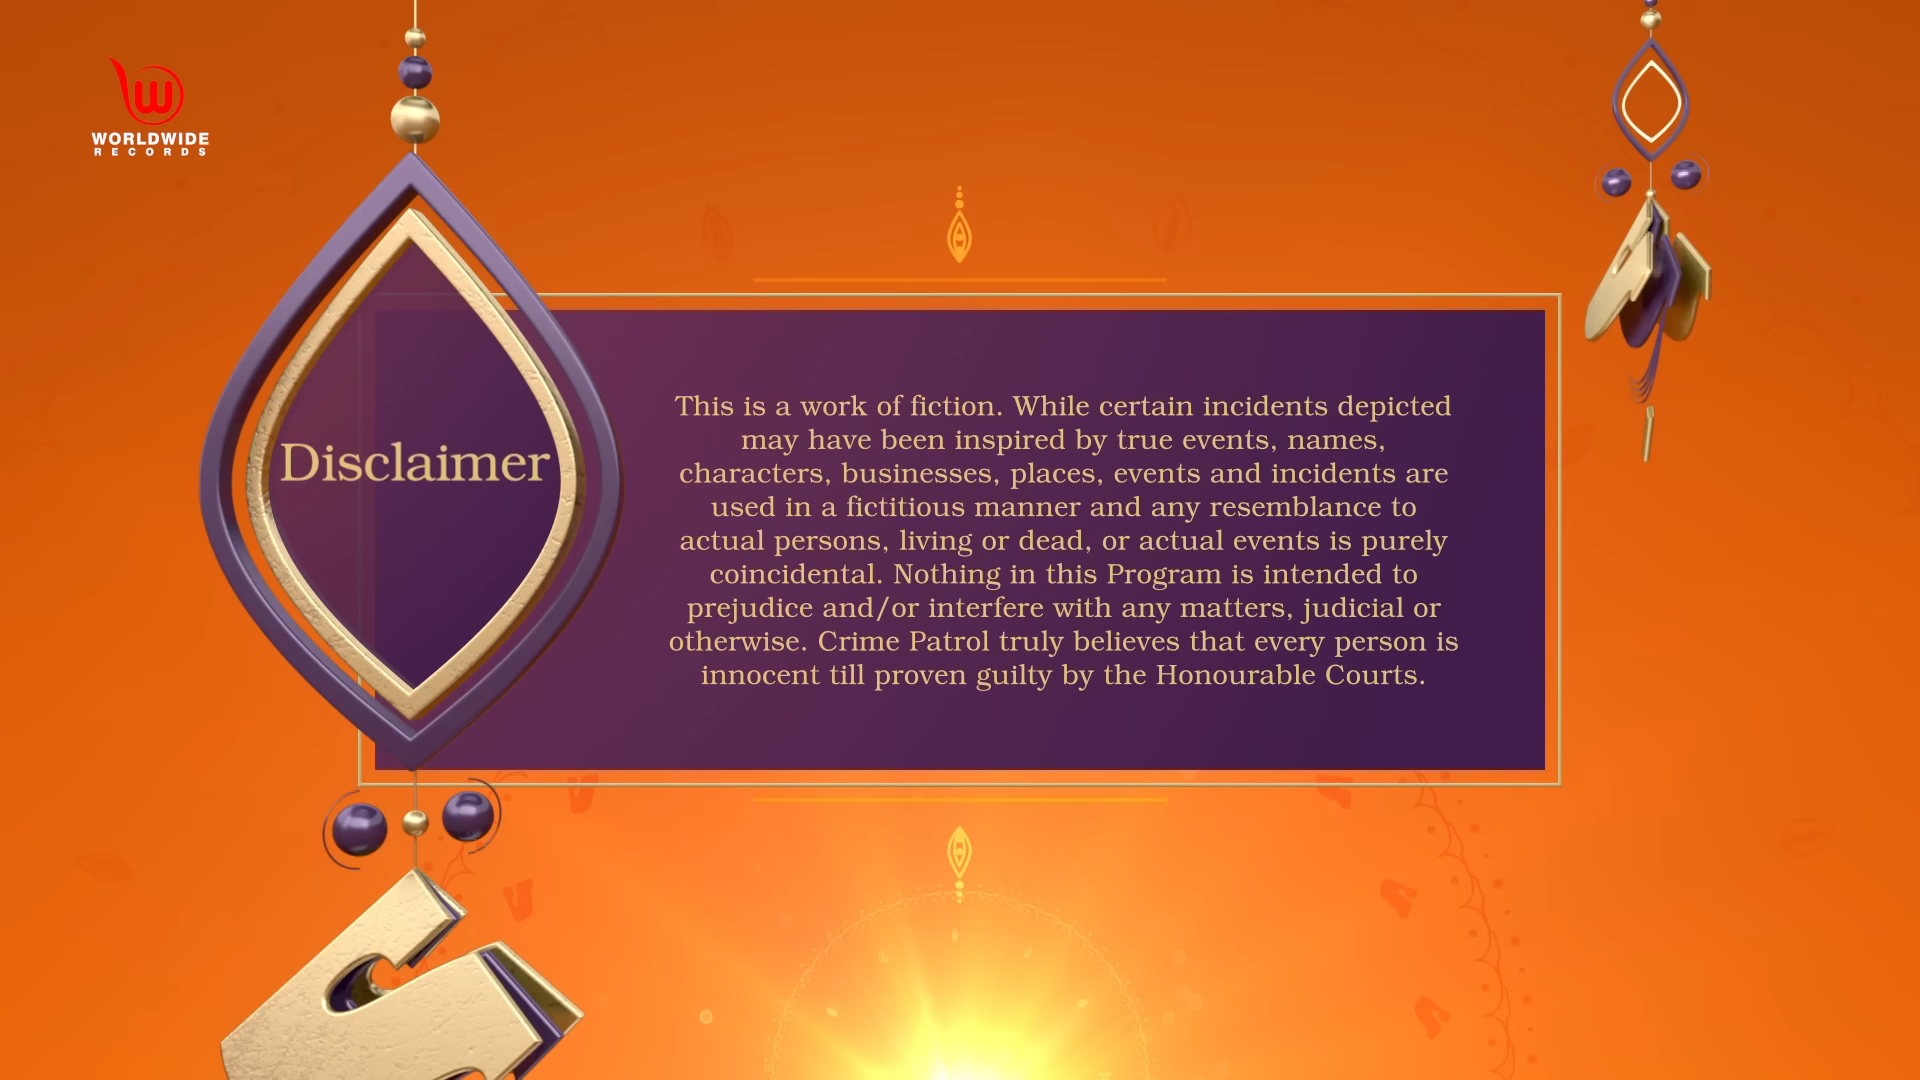 WORLDWIDE
RECORDS
Disclaimer
This is a work of fiction. While certain incidents depicted
may have been inspired by true events, names,
characters, businesses, places, events and incidents are
used in a fictitious manner and any resemblance to
actual persons, living or dead, or actual events is purely
coincidental. Nothing in this Program is intended to
prejudice and/or interfere with any matters, judicial or
otherwise. Crime Patrol truly believes that every person is
innocent till proven guilty by the Honourable Courts.